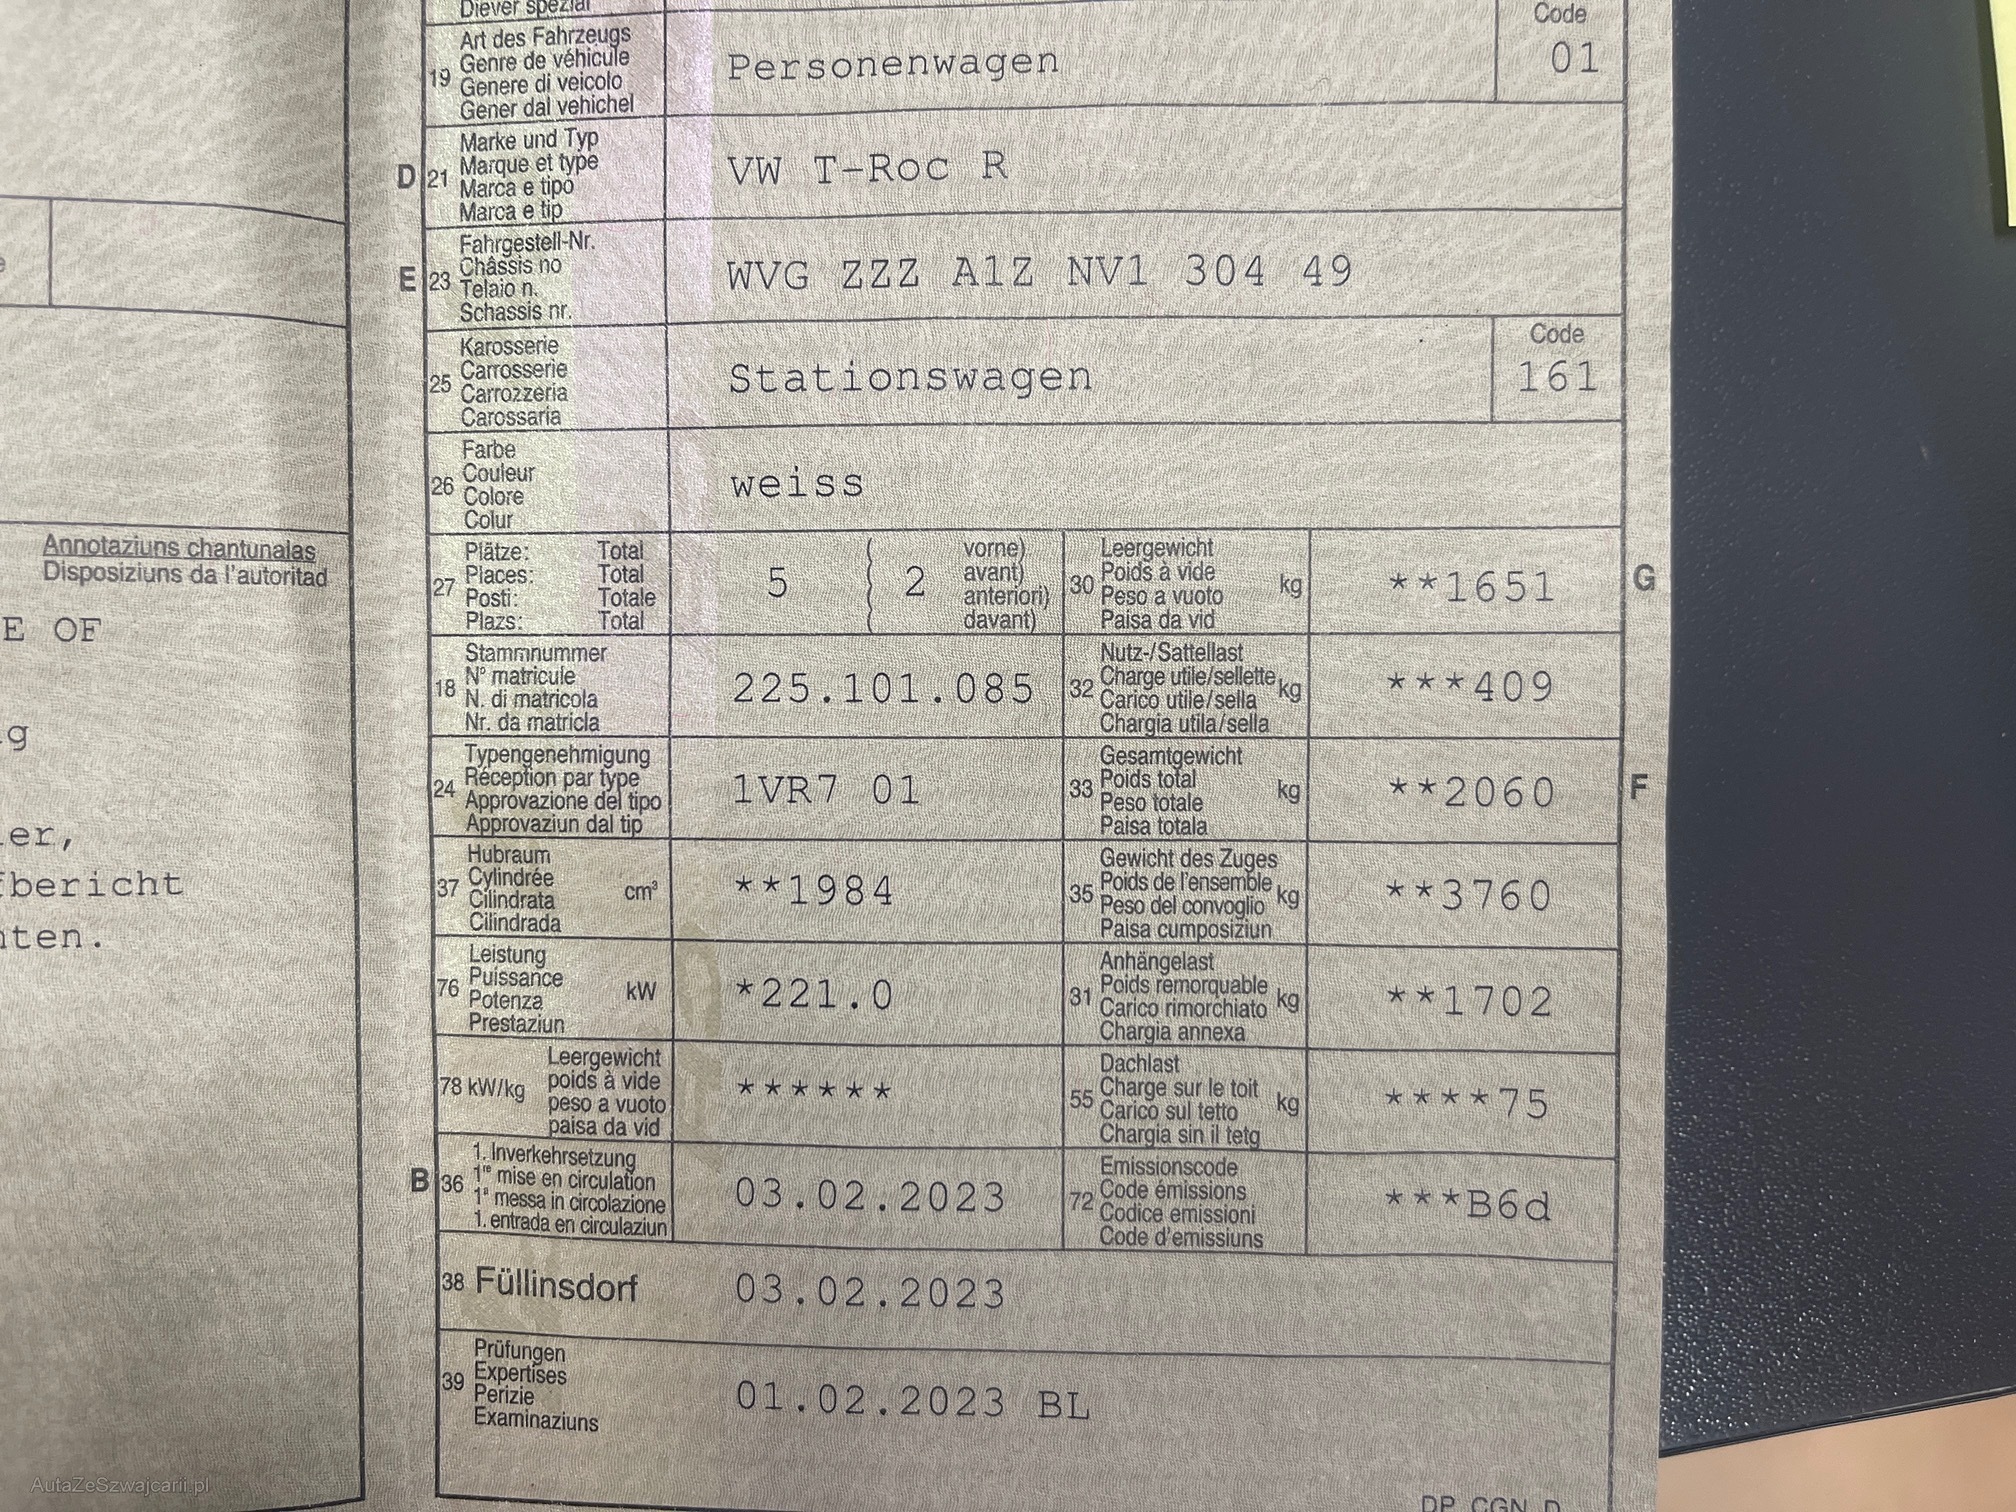 Diever spezial
Code
19 Art des Fahrzeugs
Genre de véhicule
Genere di veicolo
Gener dal vehichel
Personenwagen
01
D 21 Marke und Typ
Marque et type
Marca e tipo
Marca e tip
VW T-Roc R
E 23 Fahrgestell-Nr.
Châssis no
Telaio n.
Schassis nr.
WVG ZZZ A1Z NV1 304 49
25 Karosserie
Carrosserie
Carrozzeria
Carossaria
Stationswagen
Code
161
26 Farbe
Couleur
Colore
Colur
weiss
27 Plätze: Total
Places: Total
Posti: Totale
Plazs: Total
5 { 2 vorne)
avant)
anteriori)
davant)
30 Leergewicht
Poids à vide
Peso a vuoto
Paisa da vid
kg
**1651
G
18 Stammnummer
N° matricule
N. di matricola
Nr. da matricla
225.101.085
32 Nutz-/Sattellast
Charge utile/sellette
Carico utile/sella
Chargia utila/sella
kg
***409
24 Typengenehmigung
Réception par type
Approvazione del tipo
Approvaziun dal tip
1VR7 01
33 Gesamtgewicht
Poids total
Peso totale
Paisa totala
kg
**2060
F
37 Hubraum
Cylindrée
Cilindrata
Cilindrada
cm³
**1984
35 Gewicht des Zuges
Poids de l'ensemble
Peso del convoglio
Paisa cumposiziun
kg
**3760
76 Leistung
Puissance
Potenza
Prestaziun
kW
*221.0
31 Anhängelast
Poids remorquable
Carico rimorchiato
Chargia annexa
kg
**1702
78 kW/kg Leergewicht
poids à vide
peso a vuoto
paisa da vid
******
55 Dachlast
Charge sur le toit
Carico sul tetto
Chargia sin il tetg
kg
****75
B 36 1. Inverkehrsetzung
1re mise en circulation
1a messa in circolazione
1. entrada en circulaziun
03.02.2023
72 Emissionscode
Code émissions
Codice emissioni
Code d'emissiuns
***B6d
38 Füllinsdorf 03.02.2023
39 Prüfungen
Expertises
Perizie
Examinaziuns
01.02.2023 BL
Annotaziuns chantunalas
Disposiziuns da l'autoritad
E OF
g
er,
bericht
ten.
AutaZeSzwajcarii.pl